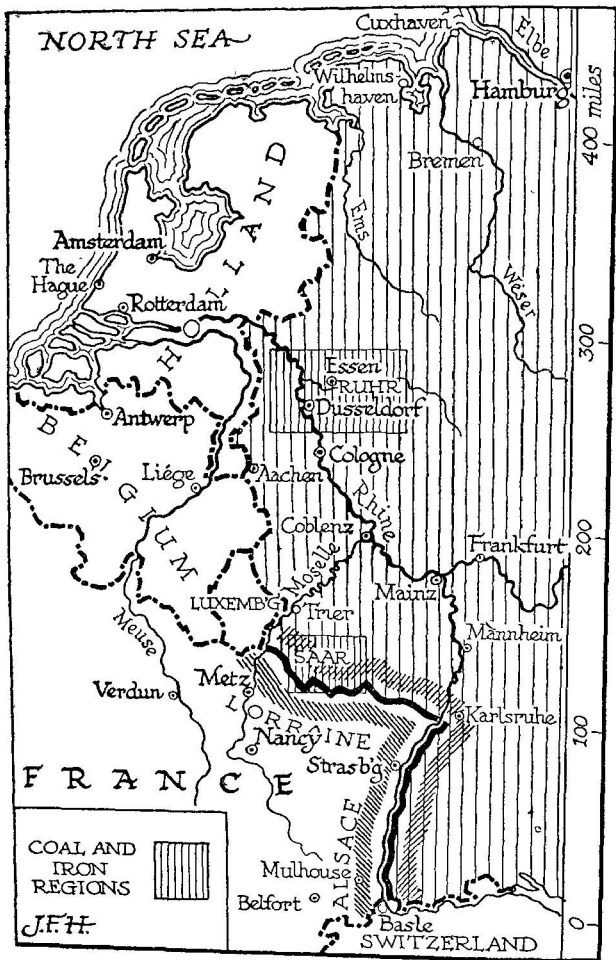 NORTH SEA
Cuxhaven
Elbe
Wilhelms-
haven
Hamburg
400 miles
Bremen
HOLLAND
Ems
Weser
Amsterdam
The
Hague
Rotterdam
300
Essen
RUHR
Dusseldorf
Antwerp
BELGIUM
Cologne
Brussels
Liége
Aachen
Rhine
200
Coblenz
Frankfurt
Moselle
Mainz
LUXEMB'G
Trier
Meuse
Mannheim
SAAR
Metz
Verdun
LORRAINE
Karlsruhe
100
Nancy
Strasb'g
FRANCE
ALSACE
COAL AND
IRON
REGIONS
Mulhouse
Belfort
J.F.H.
Basle
0
SWITZERLAND